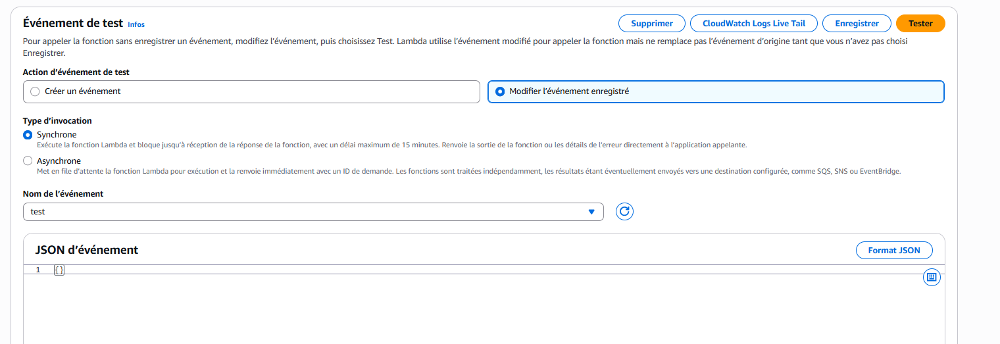 Événement de test Infos
Supprimer
CloudWatch Logs Live Tail
Enregistrer
Tester
Pour appeler la fonction sans enregistrer un événement, modifiez l’événement, puis choisissez Test. Lambda utilise l’événement modifié pour appeler la fonction mais ne remplace pas l’événement d’origine tant que vous n’avez pas choisi
Enregistrer.
Action d’événement de test
Créer un événement
Modifier l’événement enregistré
Type d’invocation
Synchrone
Exécute la fonction Lambda et bloque jusqu’à réception de la réponse de la fonction, avec un délai maximum de 15 minutes. Renvoie la sortie de la fonction ou les détails de l’erreur directement à l’application appelante.
Asynchrone
Met en file d’attente la fonction Lambda pour exécution et la renvoie immédiatement avec un ID de demande. Les fonctions sont traitées indépendamment, les résultats étant éventuellement envoyés vers une destination configurée, comme SQS, SNS ou EventBridge.
Nom de l’événement
test
JSON d’événement
Format JSON
1 {}